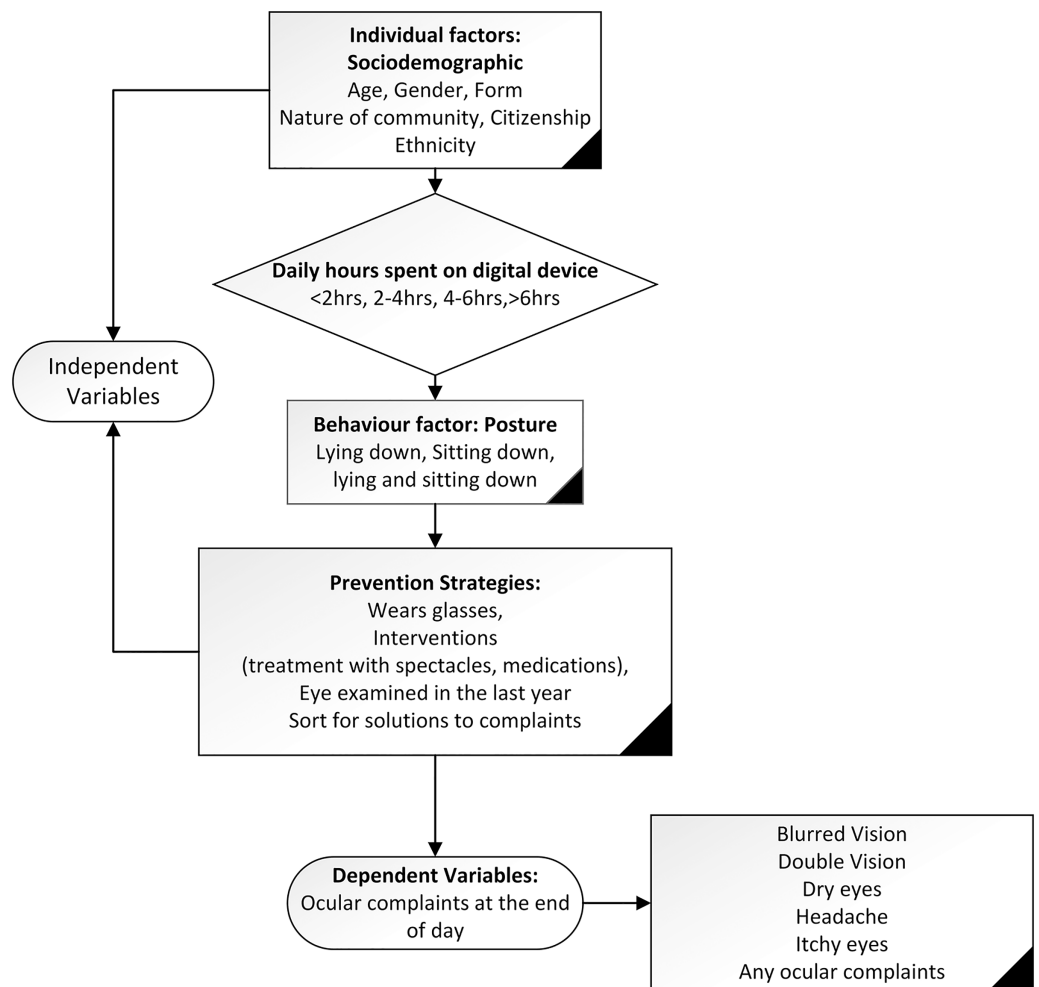 Individual factors:
Sociodemographic
Age, Gender, Form
Nature of community, Citizenship
Ethnicity
Daily hours spent on digital device
<2hrs, 2-4hrs, 4-6hrs,>6hrs
Independent
Variables
Behaviour factor: Posture
Lying down, Sitting down,
lying and sitting down
Prevention Strategies:
Wears glasses,
Interventions
(treatment with spectacles, medications),
Eye examined in the last year
Sort for solutions to complaints
Dependent Variables:
Ocular complaints at the end
of day
Blurred Vision
Double Vision
Dry eyes
Headache
Itchy eyes
Any ocular complaints